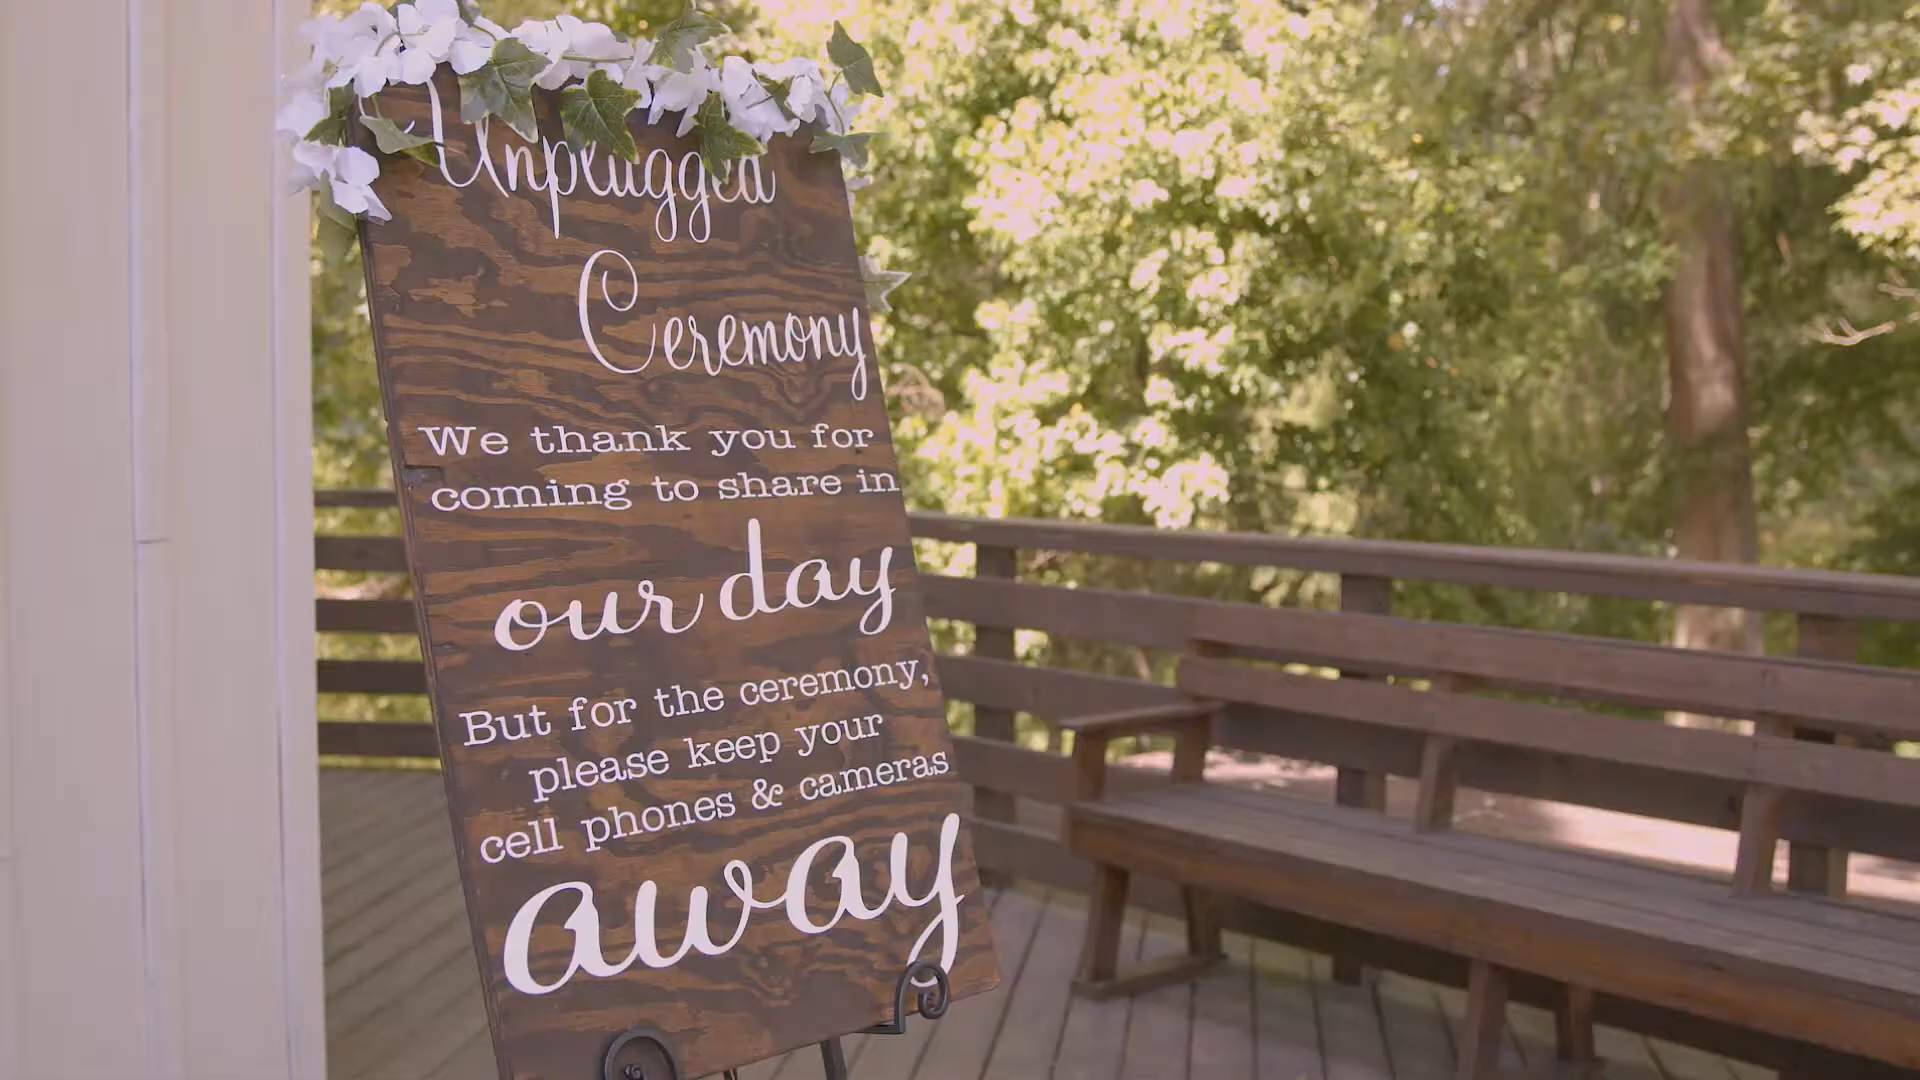 Unplugged
Ceremony
We thank you for
coming to share in
our day
But for the ceremony,
please keep your
cell phones & cameras
away